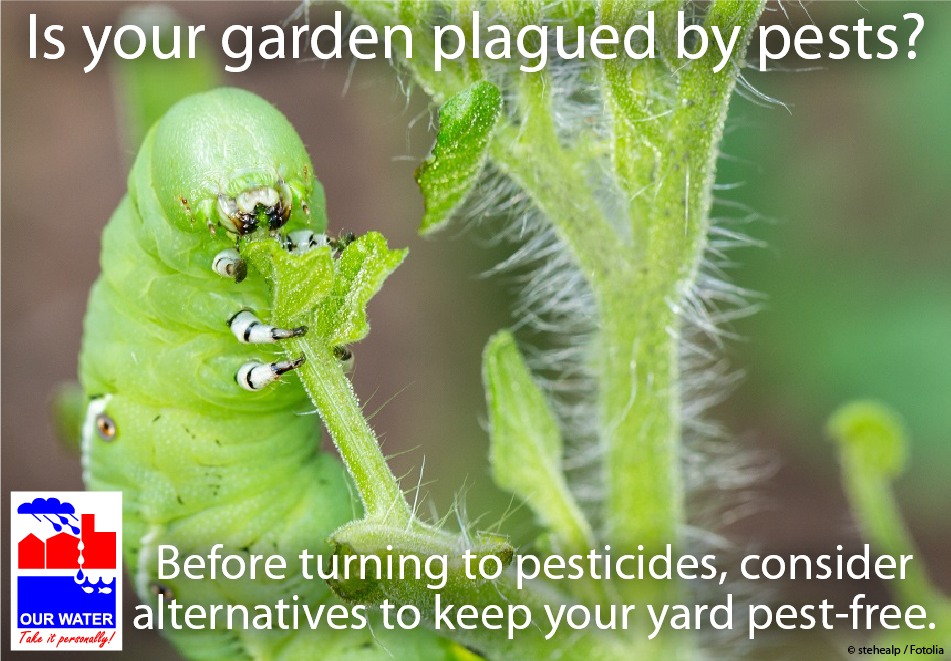 Is your garden plagued by pests?
Before turning to pesticides, consider
alternatives to keep your yard pest-free.
OUR WATER
Take it personally!
© stehealp / Fotolia